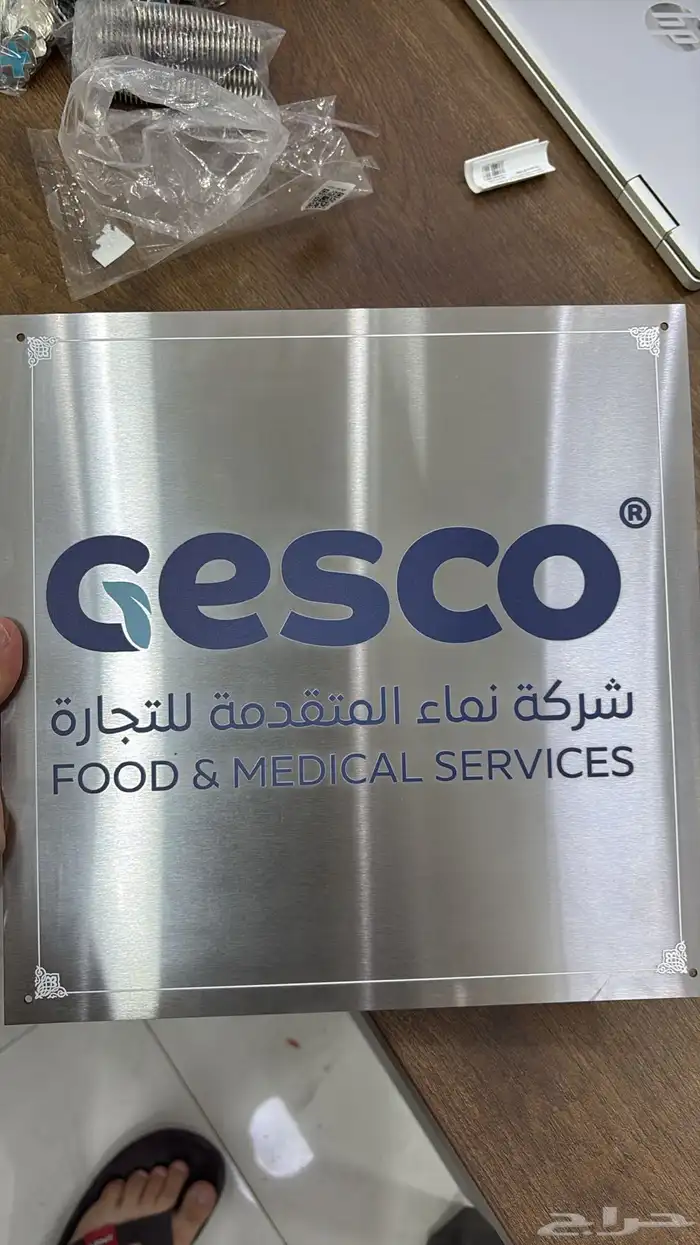 GESCO®
شركة نماء المتقدمة للتجارة
FOOD & MEDICAL SERVICES
حراج